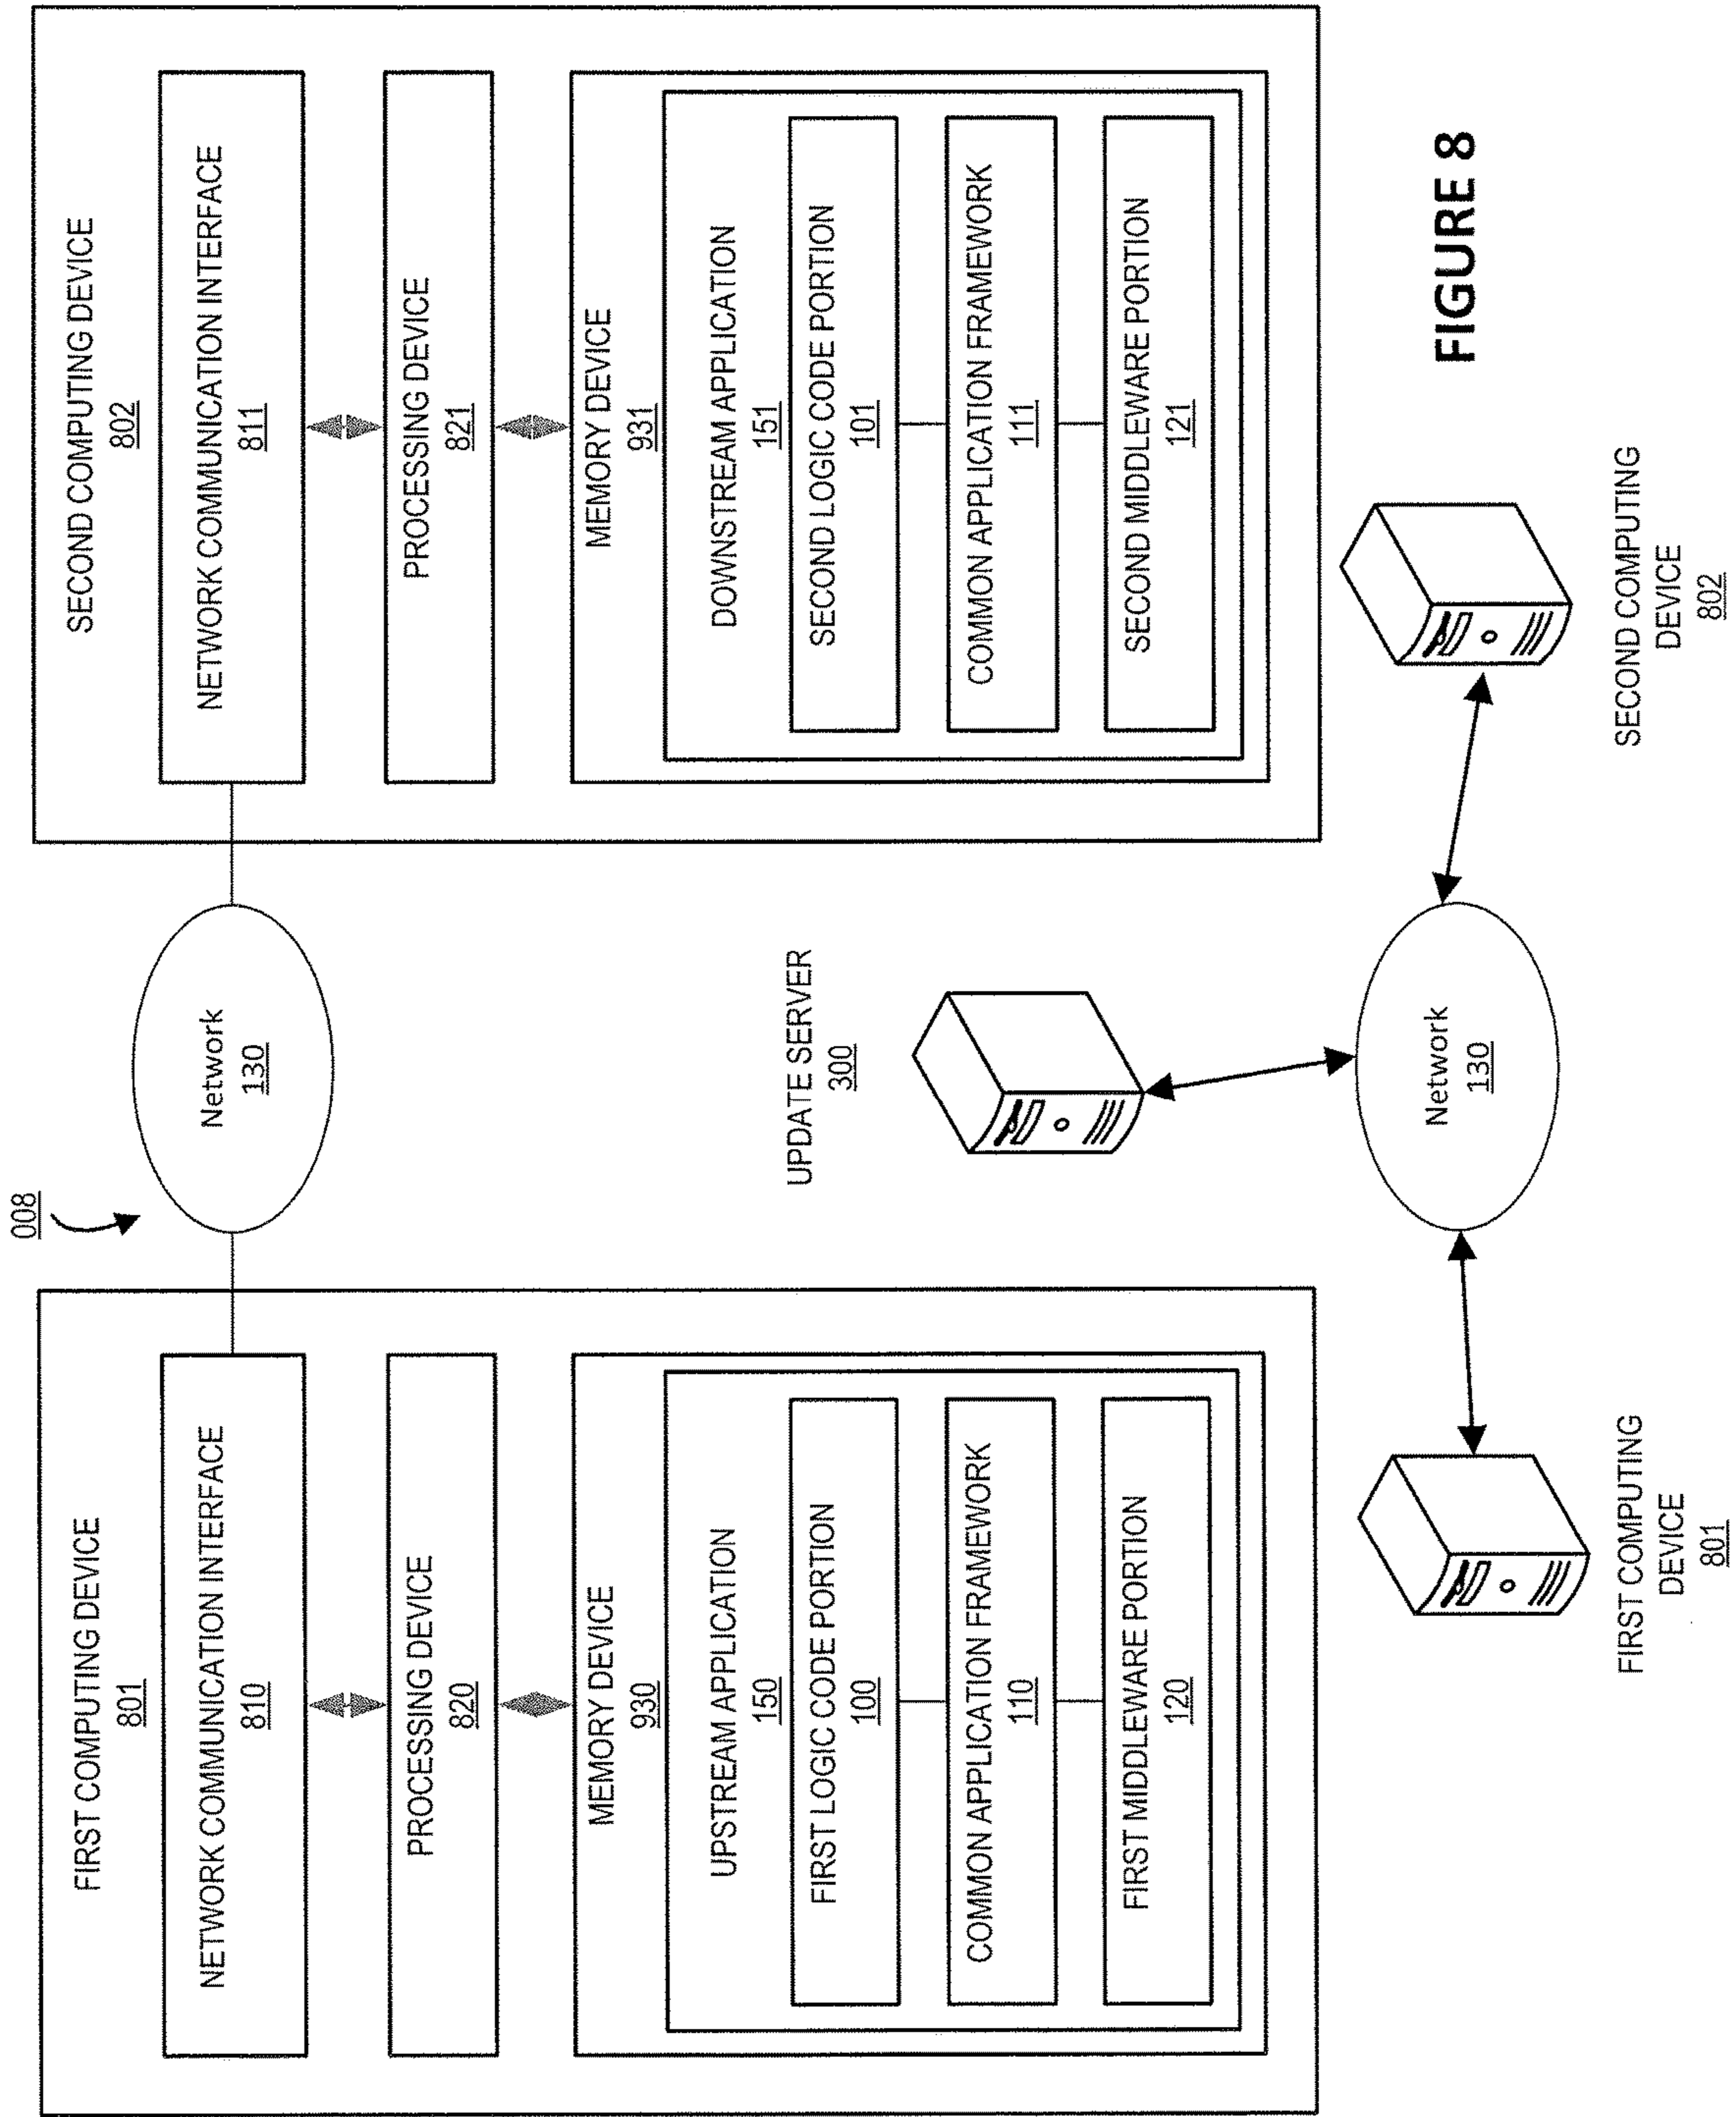 008
FIRST COMPUTING DEVICE
801
NETWORK COMMUNICATION INTERFACE
810
PROCESSING DEVICE
820
MEMORY DEVICE
930
UPSTREAM APPLICATION
150
FIRST LOGIC CODE PORTION
100
COMMON APPLICATION FRAMEWORK
110
FIRST MIDDLEWARE PORTION
120
Network
130
SECOND COMPUTING DEVICE
802
NETWORK COMMUNICATION INTERFACE
811
PROCESSING DEVICE
821
MEMORY DEVICE
931
DOWNSTREAM APPLICATION
151
SECOND LOGIC CODE PORTION
101
COMMON APPLICATION FRAMEWORK
111
SECOND MIDDLEWARE PORTION
121
UPDATE SERVER
300
FIRST COMPUTING
DEVICE
801
Network
130
SECOND COMPUTING
DEVICE
802
FIGURE 8